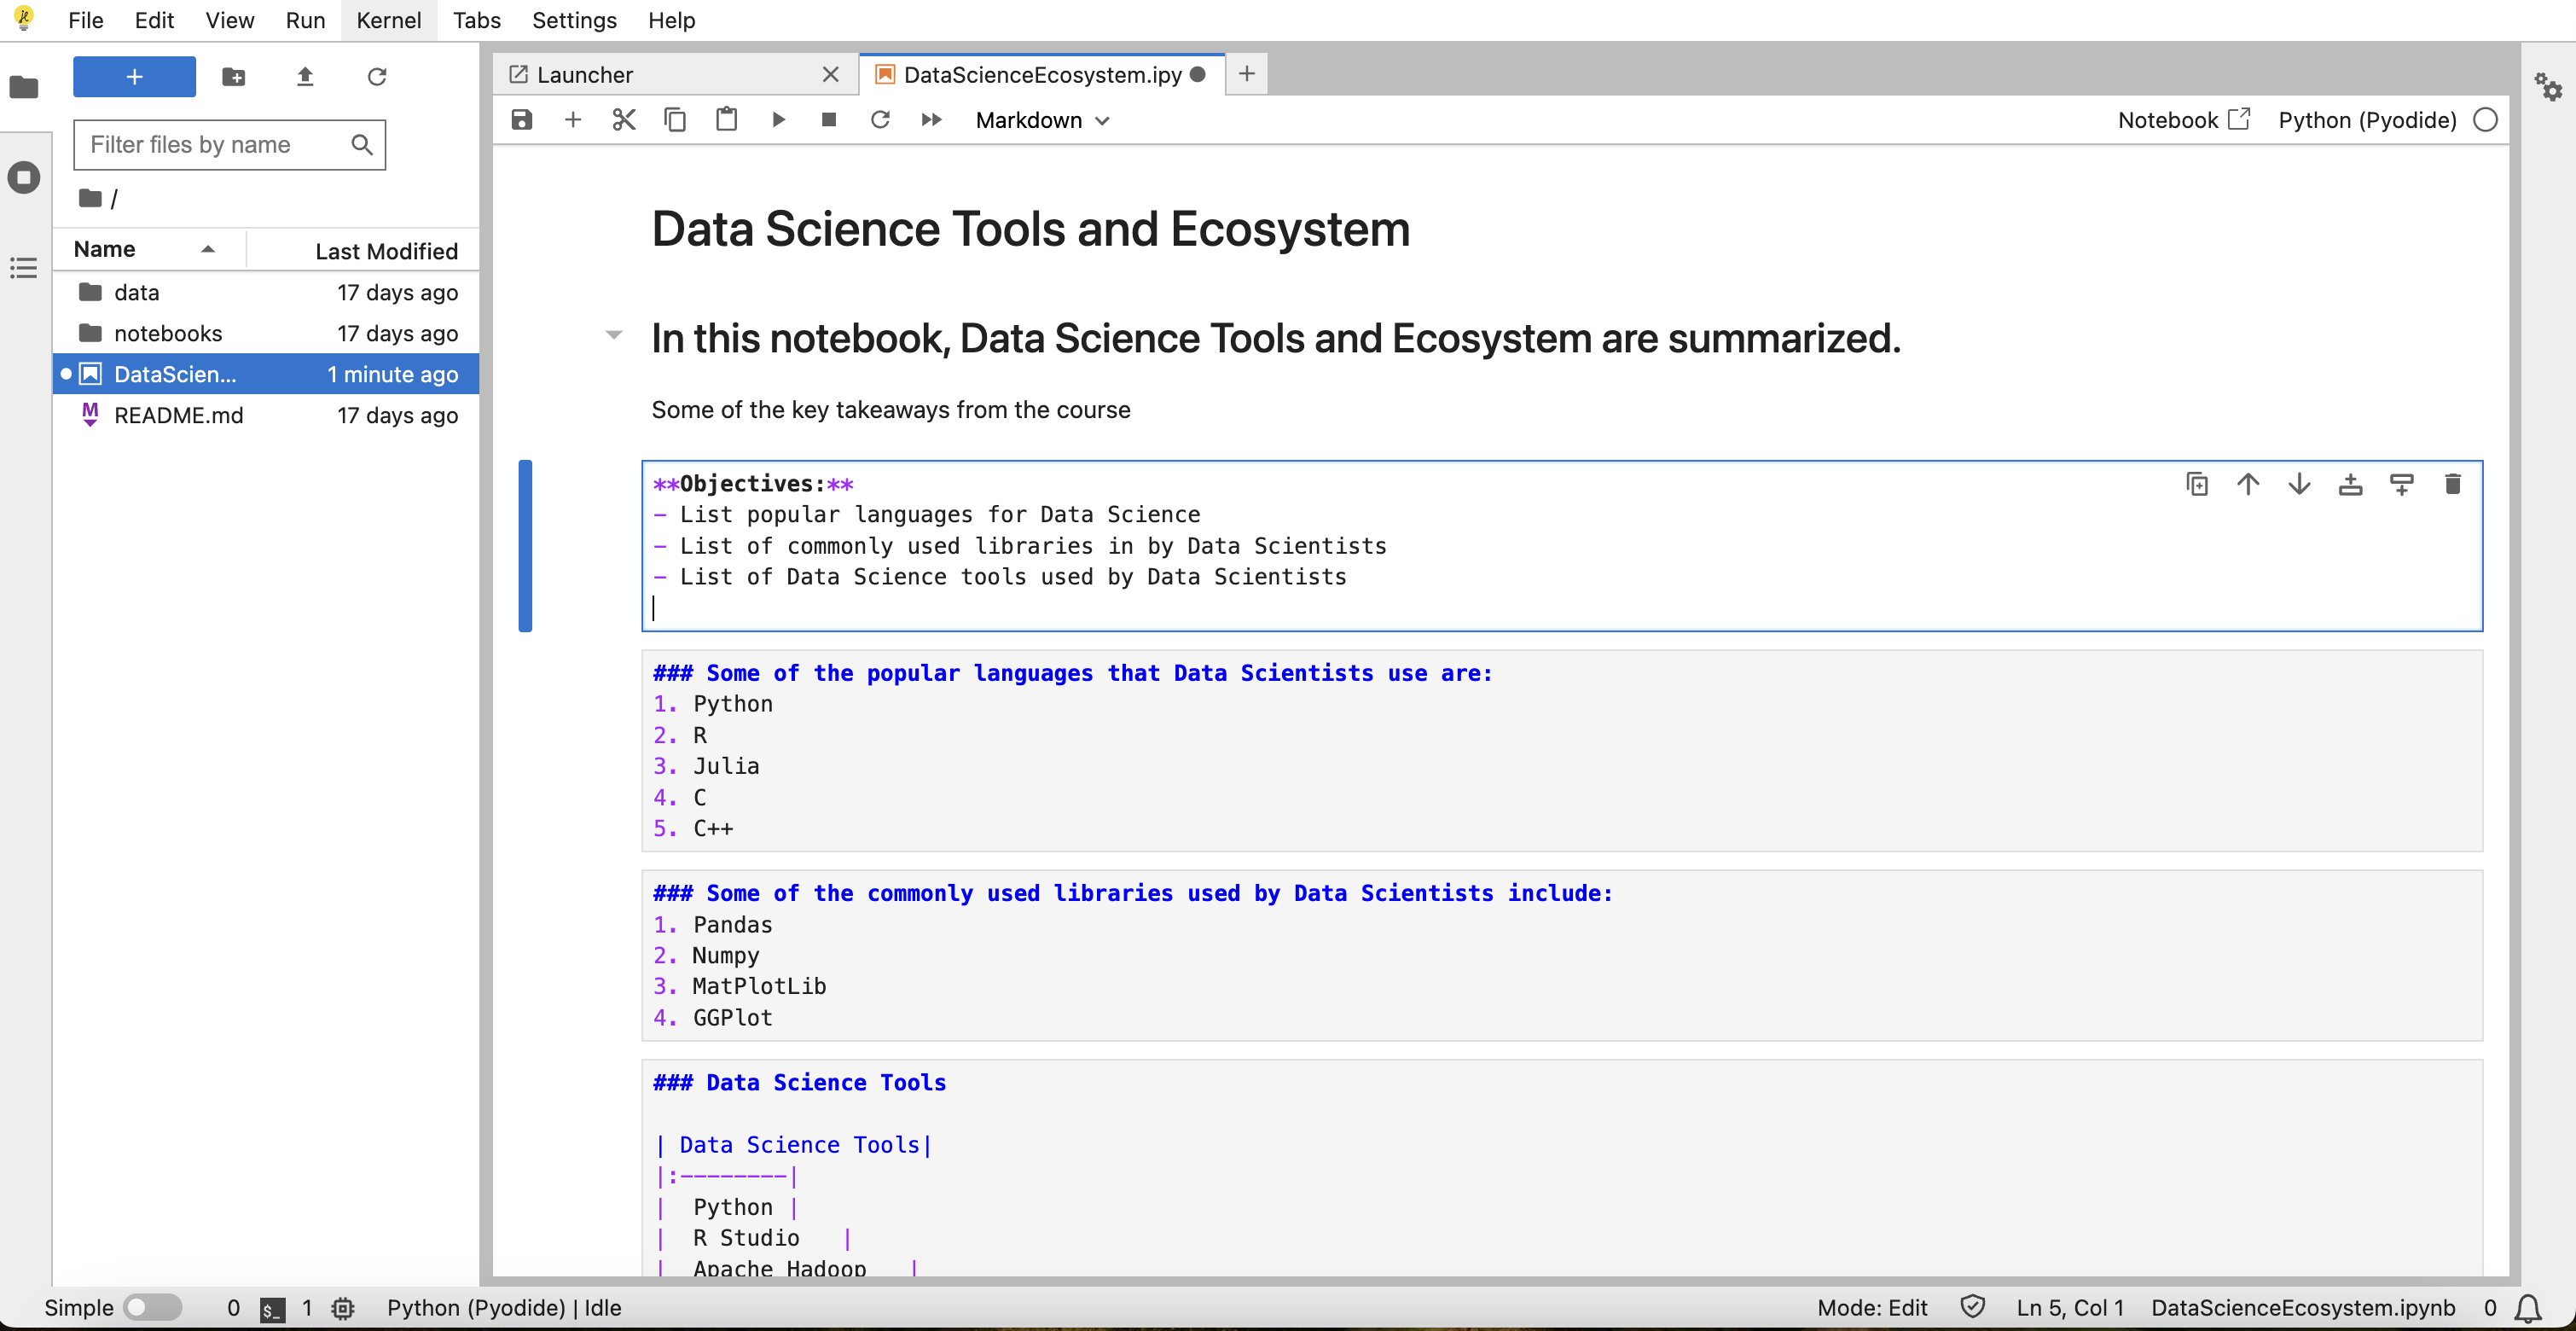 File Edit View Run Kernel Tabs Settings Help
Filter files by name
/
Name Last Modified
data 17 days ago
notebooks 17 days ago
DataScien... 1 minute ago
README.md 17 days ago
Launcher
DataScienceEcosystem.ipy
Markdown
Notebook
Python (Pyodide)
Data Science Tools and Ecosystem
In this notebook, Data Science Tools and Ecosystem are summarized.
Some of the key takeaways from the course
**Objectives:**
- List popular languages for Data Science
- List of commonly used libraries in by Data Scientists
- List of Data Science tools used by Data Scientists
### Some of the popular languages that Data Scientists use are:
1. Python
2. R
3. Julia
4. C
5. C++
### Some of the commonly used libraries used by Data Scientists include:
1. Pandas
2. Numpy
3. MatPlotLib
4. GGPlot
### Data Science Tools
| Data Science Tools|
|:--------|
| Python |
| R Studio |
| Apache Hadoop |
Simple 0 $_ 1 Python (Pyodide) | Idle
Mode: Edit Ln 5, Col 1 DataScienceEcosystem.ipynb 0